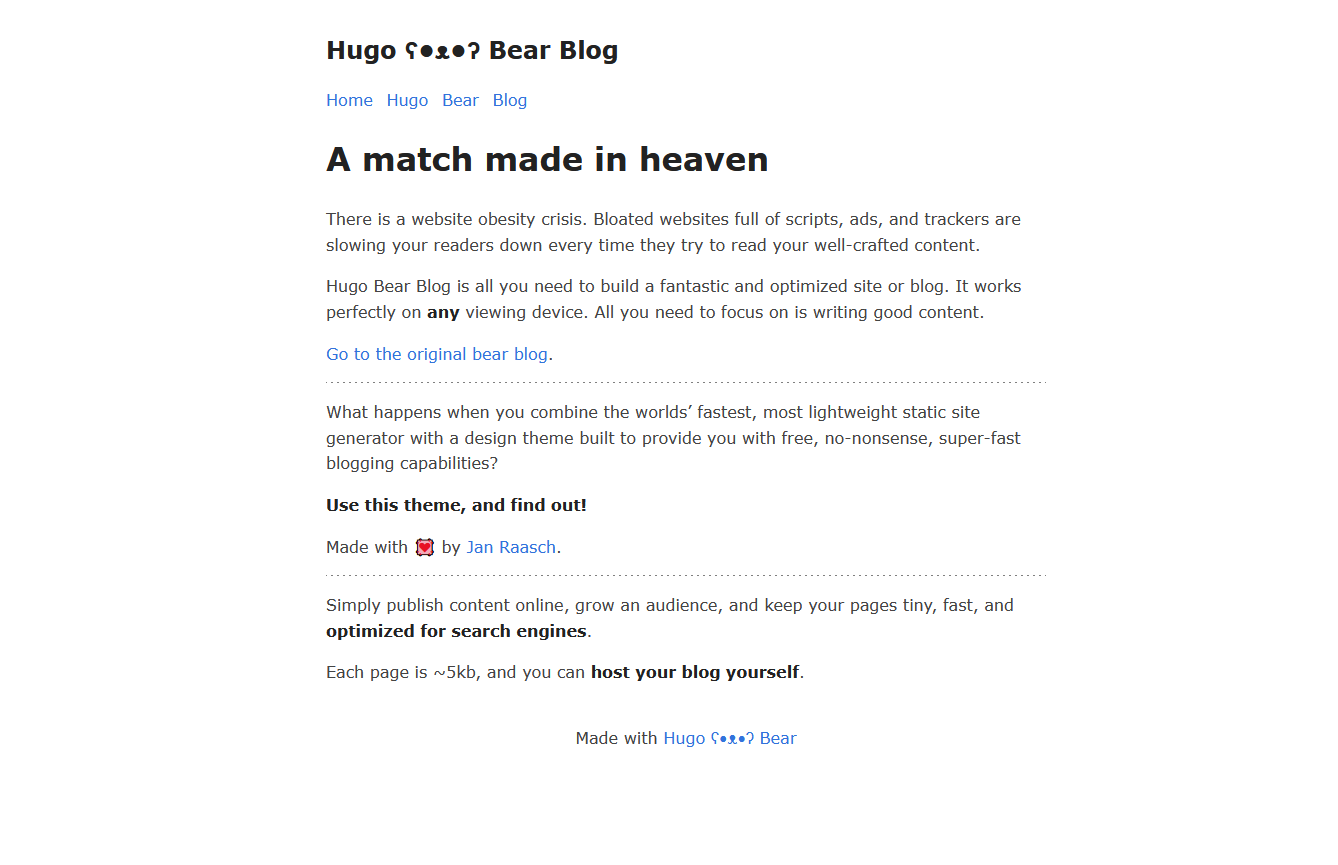 Hugo ʕ•ᴥ•ʔ Bear Blog
Home Hugo Bear Blog
A match made in heaven
There is a website obesity crisis. Bloated websites full of scripts, ads, and trackers are
slowing your readers down every time they try to read your well-crafted content.
Hugo Bear Blog is all you need to build a fantastic and optimized site or blog. It works
perfectly on any viewing device. All you need to focus on is writing good content.
Go to the original bear blog.
What happens when you combine the worlds’ fastest, most lightweight static site
generator with a design theme built to provide you with free, no-nonsense, super-fast
blogging capabilities?
Use this theme, and find out!
Made with 💟 by Jan Raasch.
Simply publish content online, grow an audience, and keep your pages tiny, fast, and
optimized for search engines.
Each page is ~5kb, and you can host your blog yourself.
Made with Hugo ʕ•ᴥ•ʔ Bear